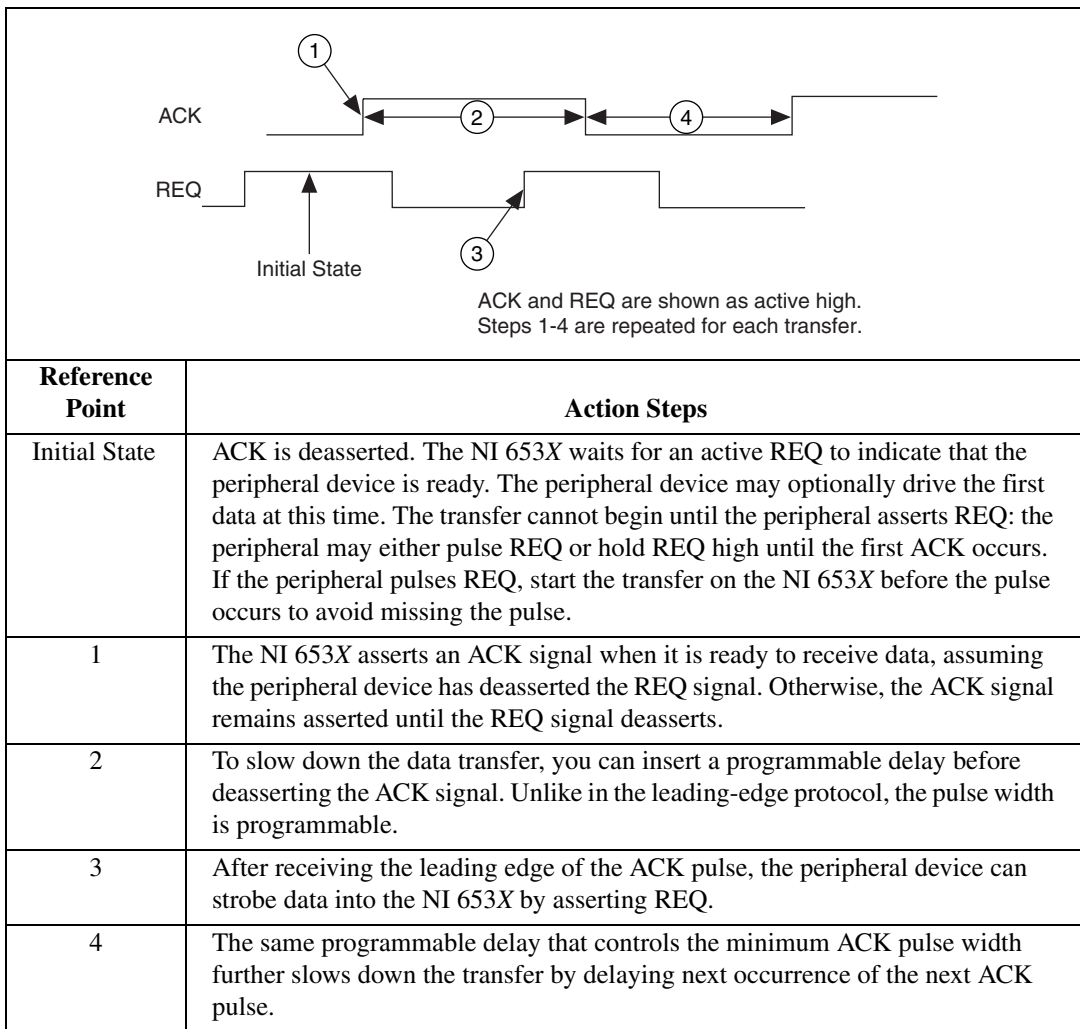 1
ACK
2
4
REQ
3
Initial State
ACK and REQ are shown as active high.
Steps 1-4 are repeated for each transfer.
Reference
Point
Action Steps
Initial State
ACK is deasserted. The NI 653X waits for an active REQ to indicate that the
peripheral device is ready. The peripheral device may optionally drive the first
data at this time. The transfer cannot begin until the peripheral asserts REQ: the
peripheral may either pulse REQ or hold REQ high until the first ACK occurs.
If the peripheral pulses REQ, start the transfer on the NI 653X before the pulse
occurs to avoid missing the pulse.
1
The NI 653X asserts an ACK signal when it is ready to receive data, assuming
the peripheral device has deasserted the REQ signal. Otherwise, the ACK signal
remains asserted until the REQ signal deasserts.
2
To slow down the data transfer, you can insert a programmable delay before
deasserting the ACK signal. Unlike in the leading-edge protocol, the pulse width
is programmable.
3
After receiving the leading edge of the ACK pulse, the peripheral device can
strobe data into the NI 653X by asserting REQ.
4
The same programmable delay that controls the minimum ACK pulse width
further slows down the transfer by delaying next occurrence of the next ACK
pulse.